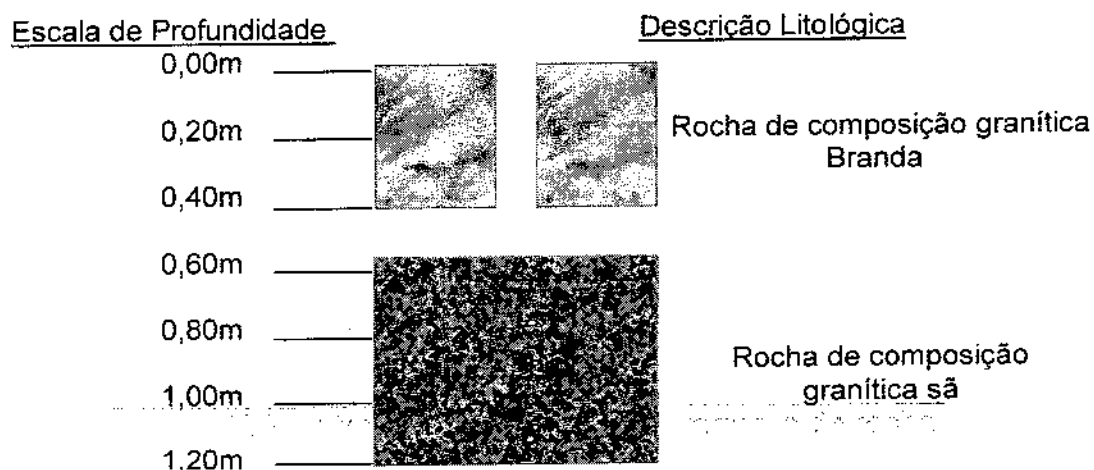 Escala de Profundidade
Descrição Litológica
0,00m
0,20m
Rocha de composição granítica
Branda
0,40m
0,60m
0,80m
Rocha de composição
granítica sã
1,00m
1,20m